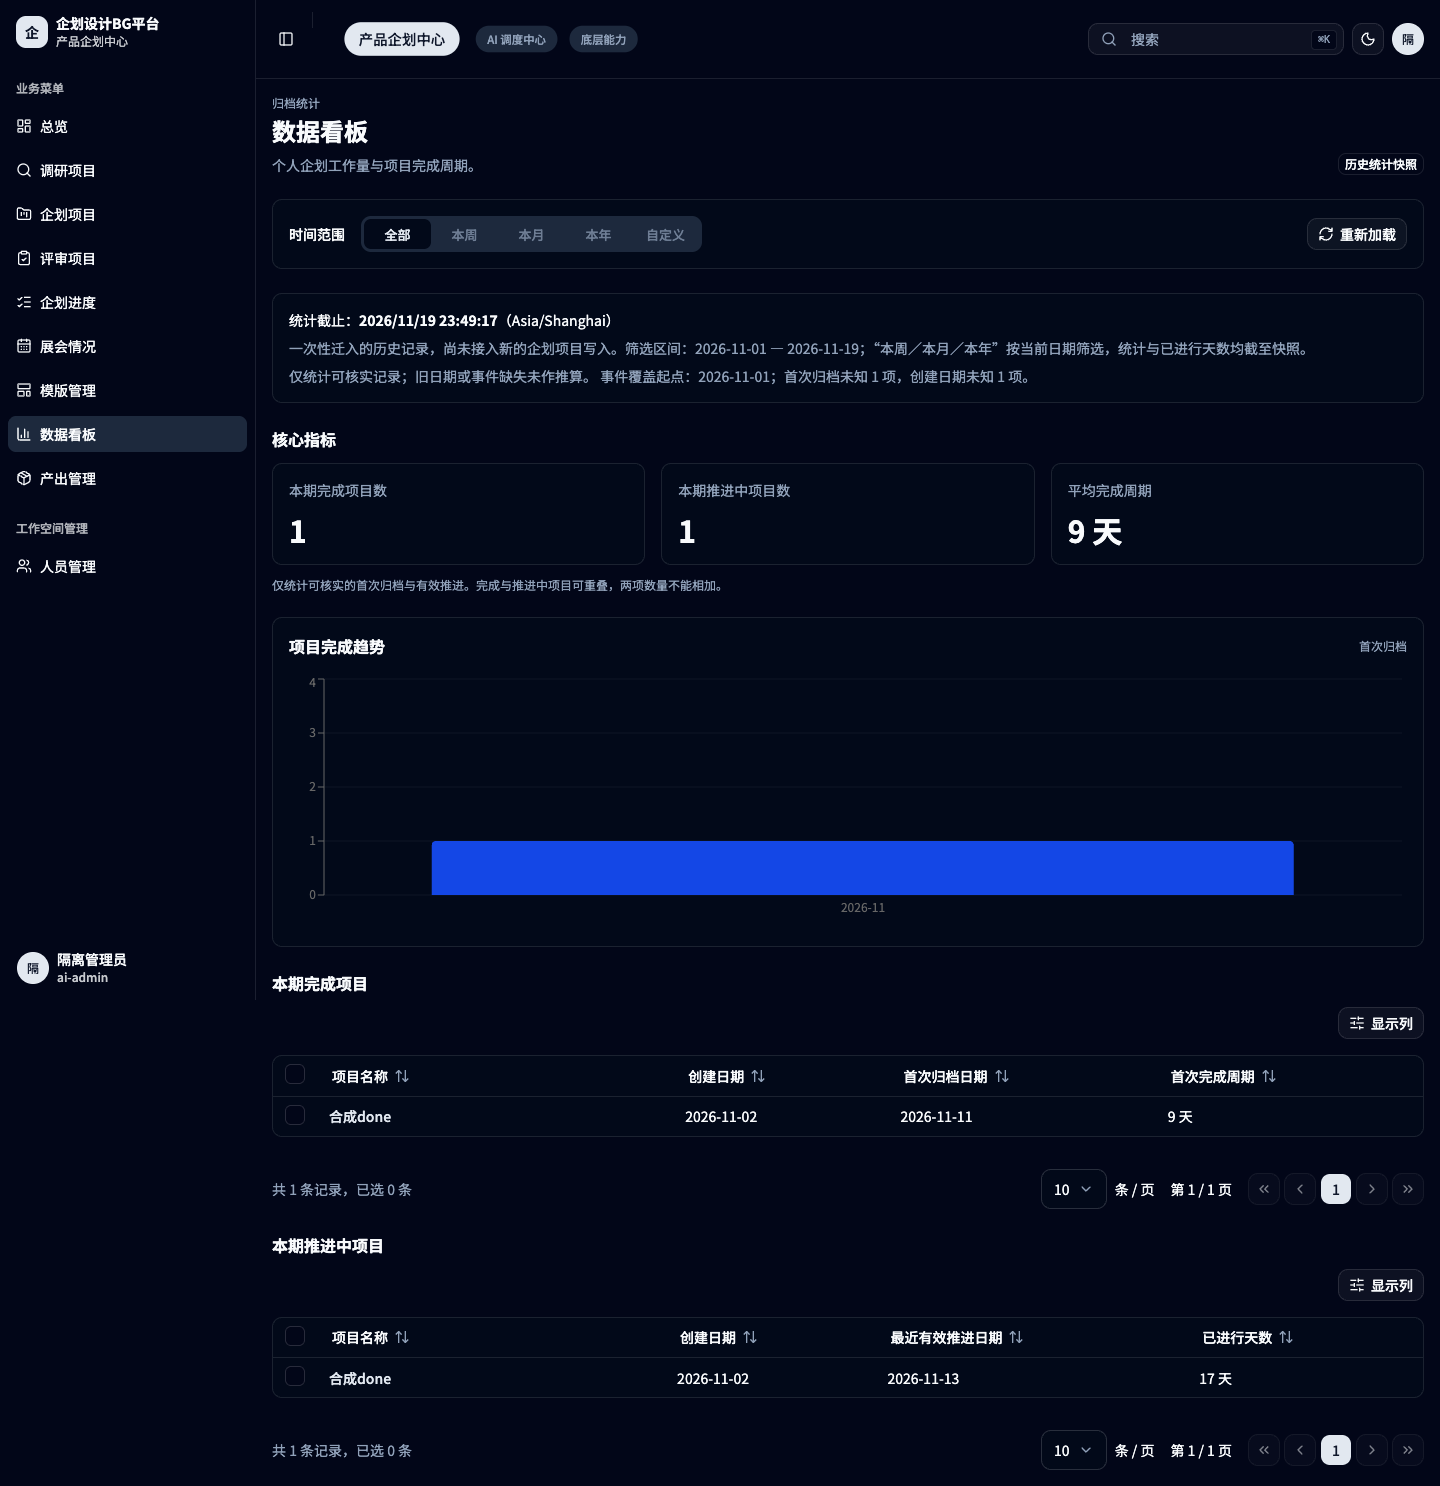 企
企划设计BG平台
产品企划中心
业务菜单
总览
调研项目
企划项目
评审项目
企划进度
展会情况
模版管理
数据看板
产出管理
工作空间管理
人员管理
隔
隔离管理员
ai-admin
产品企划中心
AI 调度中心
底层能力
搜索
⌘K
隔
归档统计
数据看板
个人企划工作量与项目完成周期。
历史统计快照
时间范围
全部
本周
本月
本年
自定义
重新加载
统计截止：2026/11/19 23:49:17（Asia/Shanghai）
一次性迁入的历史记录，尚未接入新的企划项目写入。筛选区间：2026-11-01 — 2026-11-19；“本周／本月／本年”按当前日期筛选，统计与已进行天数均截至快照。
仅统计可核实记录；旧日期或事件缺失未作推算。 事件覆盖起点：2026-11-01；首次归档未知 1 项，创建日期未知 1 项。
核心指标
本期完成项目数
1
本期推进中项目数
1
平均完成周期
9 天
仅统计可核实的首次归档与有效推进。完成与推进中项目可重叠，两项数量不能相加。
项目完成趋势
首次归档
4
3
2
1
0
2026-11
本期完成项目
显示列
项目名称 创建日期 首次归档日期 首次完成周期
合成done 2026-11-02 2026-11-11 9 天
共 1 条记录，已选 0 条
10 条 / 页 第 1 / 1 页 1
本期推进中项目
显示列
项目名称 创建日期 最近有效推进日期 已进行天数
合成done 2026-11-02 2026-11-13 17 天
共 1 条记录，已选 0 条
10 条 / 页 第 1 / 1 页 1